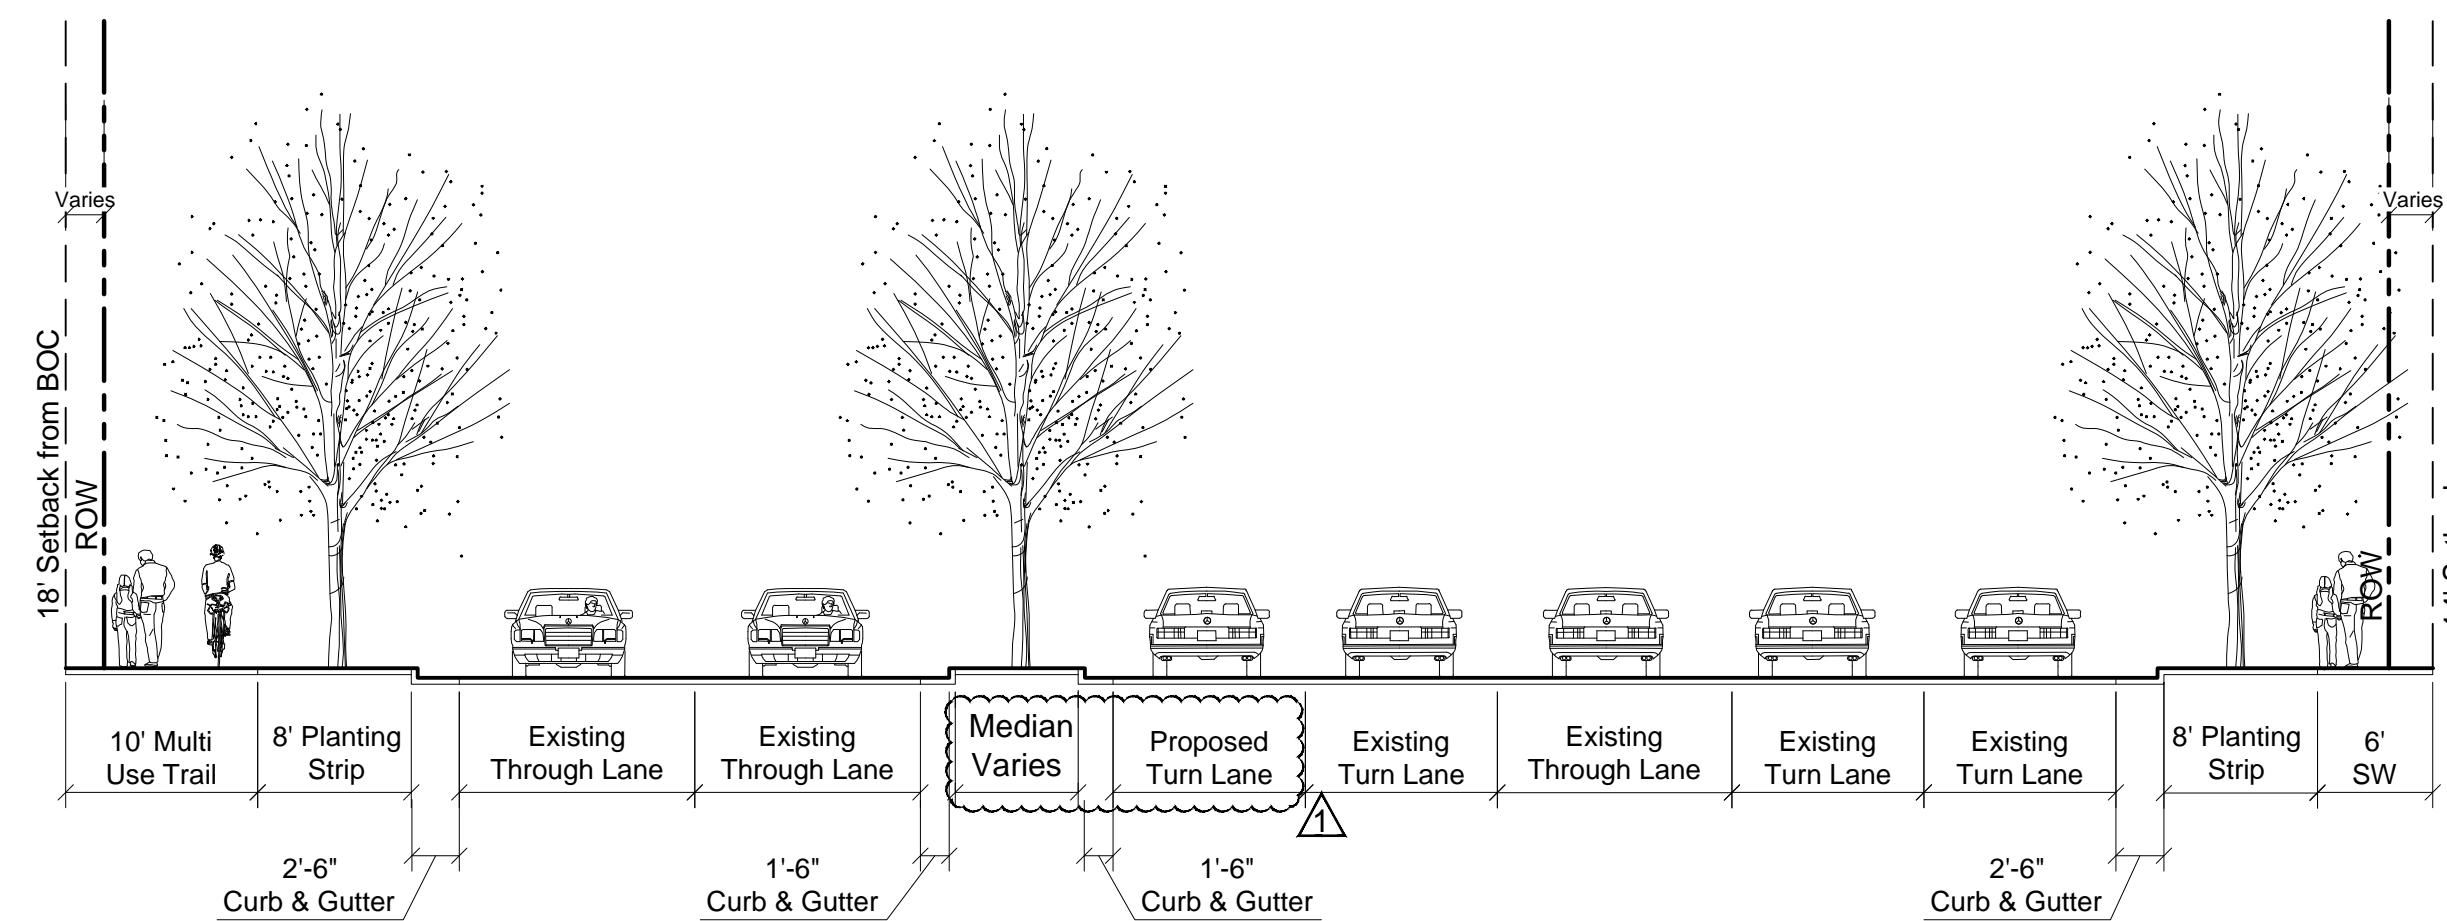 Varies
Varies
18' Setback from BOC
ROW
ROW
10' Multi
Use Trail
8' Planting
Strip
Existing
Through Lane
Existing
Through Lane
Median
Varies
Proposed
Turn Lane
Existing
Turn Lane
Existing
Through Lane
Existing
Turn Lane
Existing
Turn Lane
8' Planting
Strip
6'
SW
1
2'-6"
Curb & Gutter
1'-6"
Curb & Gutter
1'-6"
Curb & Gutter
2'-6"
Curb & Gutter